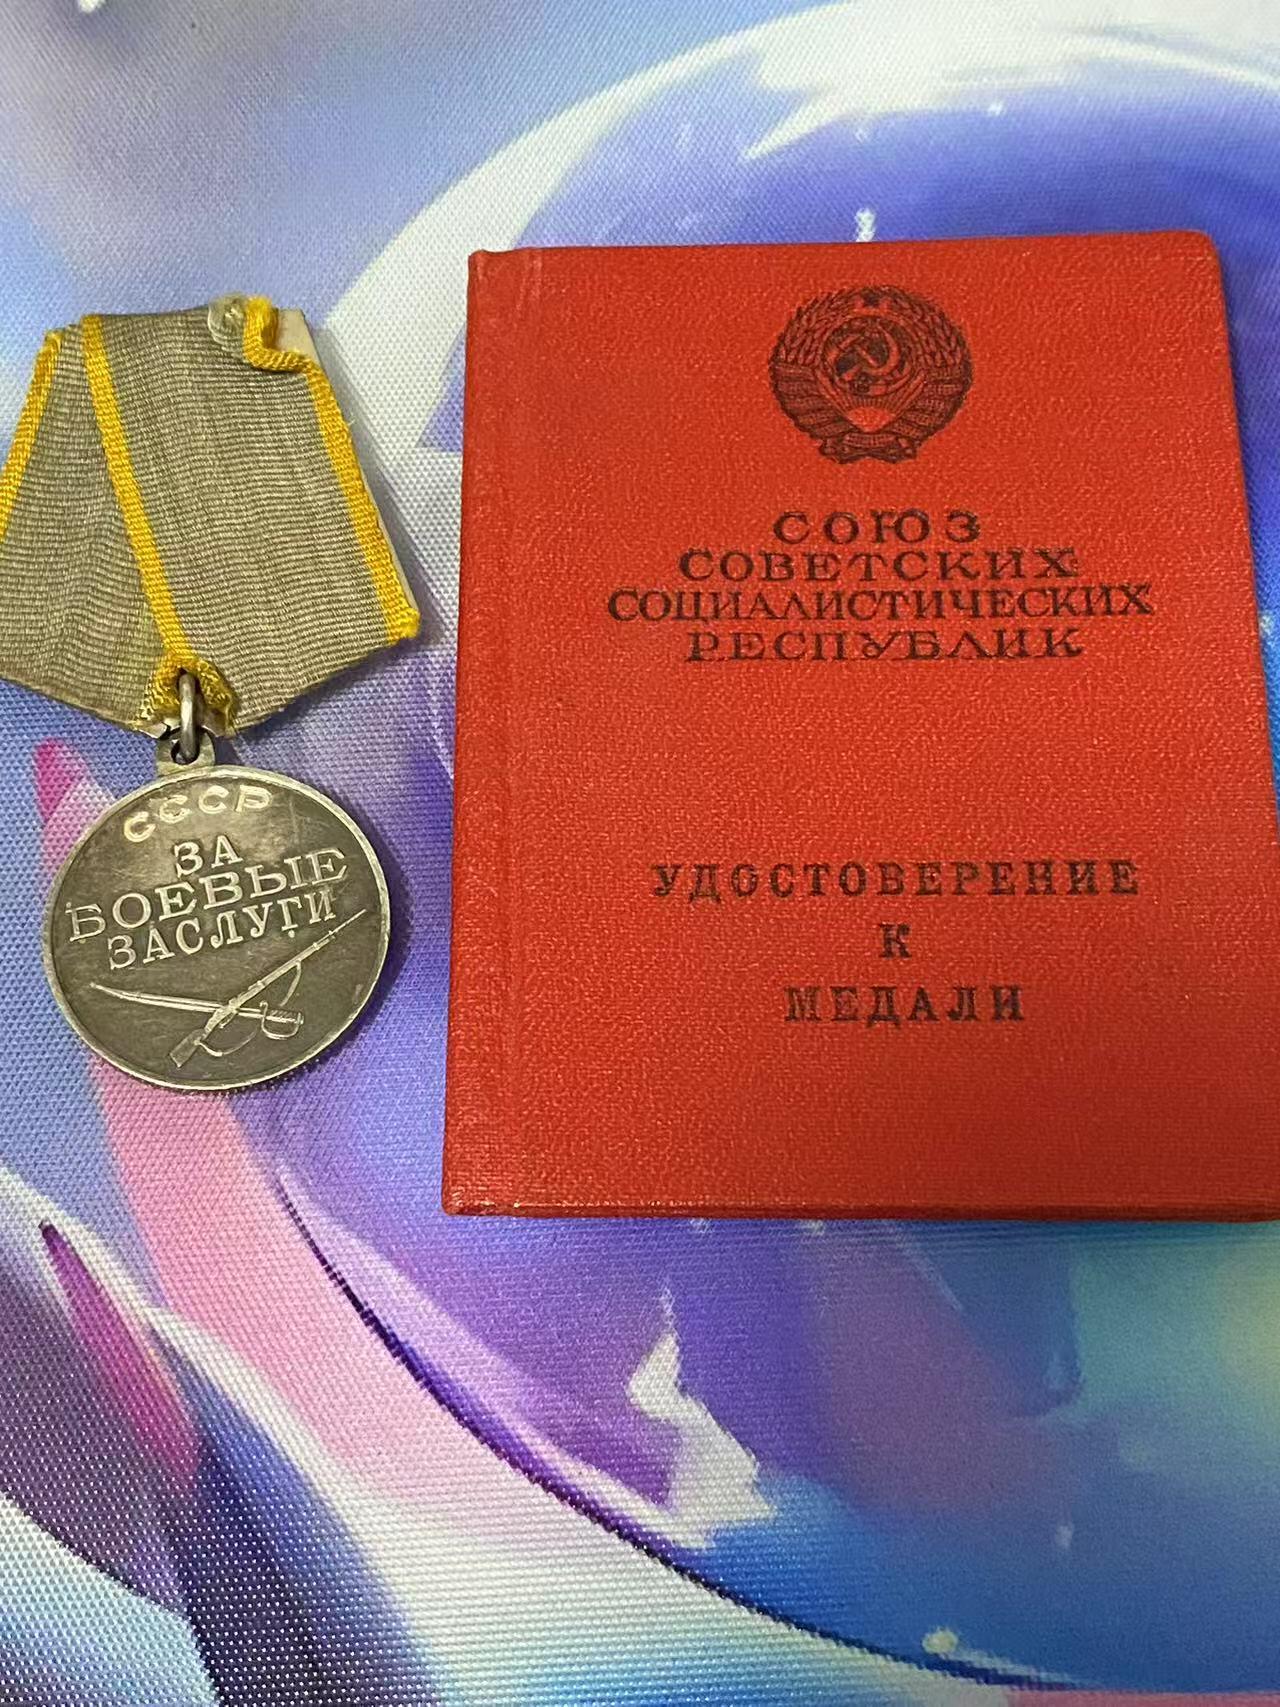 СССР
ЗА
БОЕВЫЕ
ЗАСЛУГИ
СОЮЗ
СОВЕТСКИХ
СОЦИАЛИСТИЧЕСКИХ
РЕСПУБЛИК
УДОСТОВЕРЕНИЕ
К
МЕДАЛИ